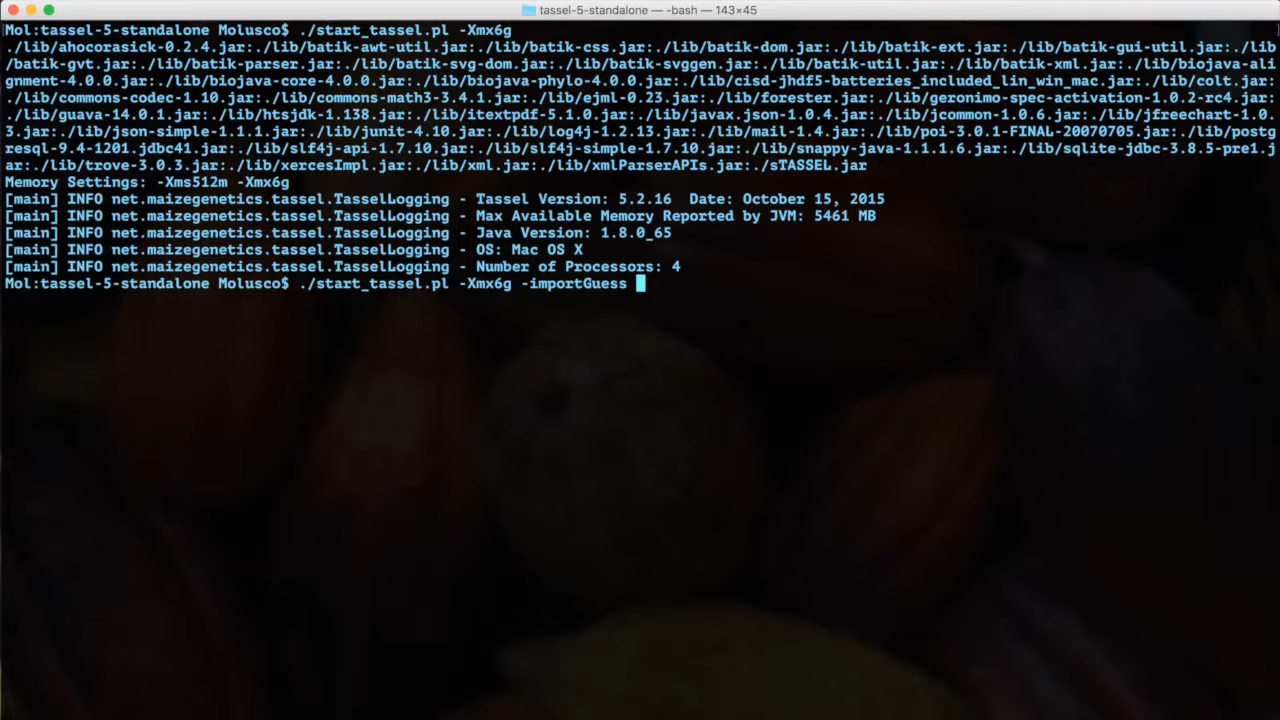 tassel-5-standalone — -bash — 143×45
Mol:tassel-5-standalone Molusco$ ./start_tassel.pl -Xmx6g
./lib/ahocorasick-0.2.4.jar:./lib/batik-awt-util.jar:./lib/batik-css.jar:./lib/batik-dom.jar:./lib/batik-ext.jar:./lib/batik-gui-util.jar:./lib
/batik-gvt.jar:./lib/batik-parser.jar:./lib/batik-svg-dom.jar:./lib/batik-svggen.jar:./lib/batik-util.jar:./lib/batik-xml.jar:./lib/biojava-ali
gnment-4.0.0.jar:./lib/biojava-core-4.0.0.jar:./lib/biojava-phylo-4.0.0.jar:./lib/cisd-jhdf5-batteries_included_lin_win_mac.jar:./lib/colt.jar:
./lib/commons-codec-1.10.jar:./lib/commons-math3-3.4.1.jar:./lib/ejml-0.23.jar:./lib/forester.jar:./lib/geronimo-spec-activation-1.0.2-rc4.jar:
./lib/guava-14.0.1.jar:./lib/htsjdk-1.138.jar:./lib/itextpdf-5.1.0.jar:./lib/javax.json-1.0.4.jar:./lib/jcommon-1.0.6.jar:./lib/jfreechart-1.0.
3.jar:./lib/json-simple-1.1.1.jar:./lib/junit-4.10.jar:./lib/log4j-1.2.13.jar:./lib/mail-1.4.jar:./lib/poi-3.0.1-FINAL-20070705.jar:./lib/postg
resql-9.4-1201.jdbc41.jar:./lib/slf4j-api-1.7.10.jar:./lib/slf4j-simple-1.7.10.jar:./lib/snappy-java-1.1.1.6.jar:./lib/sqlite-jdbc-3.8.5-pre1.j
ar:./lib/trove-3.0.3.jar:./lib/xercesImpl.jar:./lib/xml.jar:./lib/xmlParserAPIs.jar:./sTASSEL.jar
Memory Settings: -Xms512m -Xmx6g
[main] INFO net.maizegenetics.tassel.TasselLogging - Tassel Version: 5.2.16  Date: October 15, 2015
[main] INFO net.maizegenetics.tassel.TasselLogging - Max Available Memory Reported by JVM: 5461 MB
[main] INFO net.maizegenetics.tassel.TasselLogging - Java Version: 1.8.0_65
[main] INFO net.maizegenetics.tassel.TasselLogging - OS: Mac OS X
[main] INFO net.maizegenetics.tassel.TasselLogging - Number of Processors: 4
Mol:tassel-5-standalone Molusco$ ./start_tassel.pl -Xmx6g -importGuess